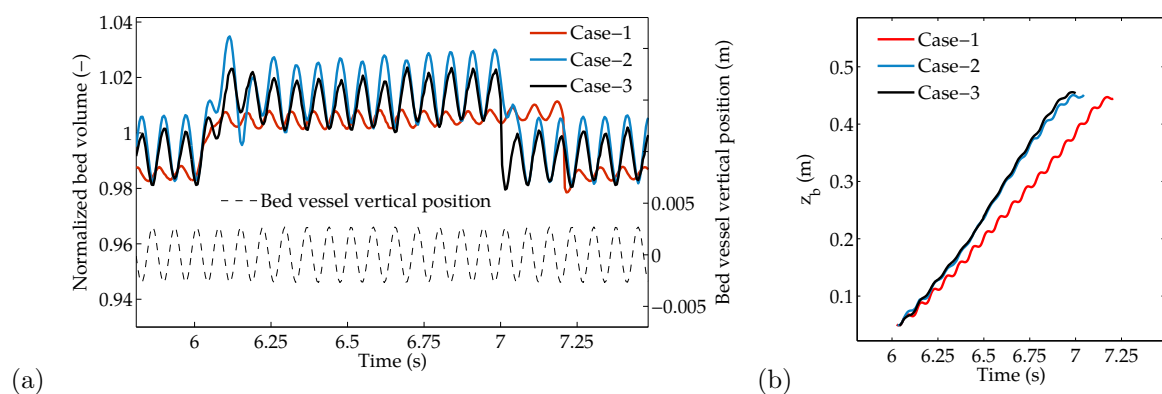 1.04
1.02
1
0.98
0.96
0.94
Normalized bed volume (−)
Case−1
Case−2
Case−3
Bed vessel vertical position
0.005
0
−0.005
Bed vessel vertical position (m)
6 6.25 6.5 6.75 7 7.25
Time (s)
(a)
0.5
0.4
0.3
0.2
0.1
z_b (m)
Case−1
Case−2
Case−3
6 6.25 6.5 6.75 7 7.25
Time (s)
(b)